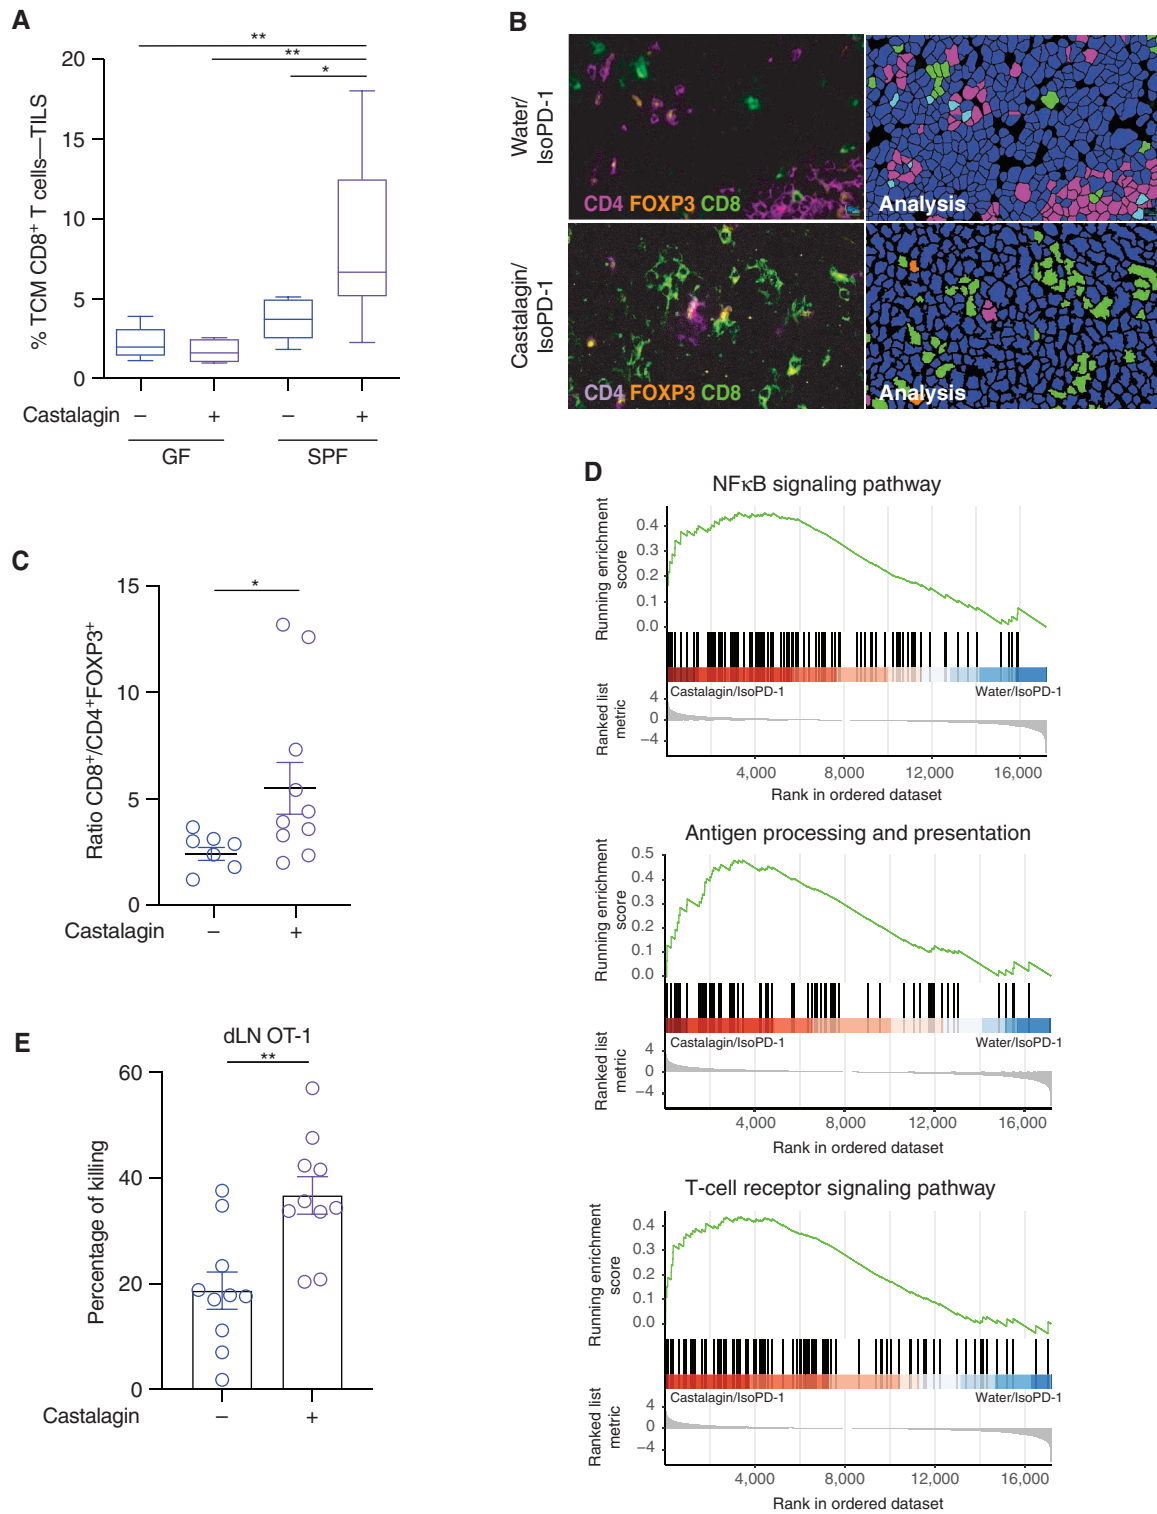 A
% TCM CD8+ T cells—TILS
20
15
10
5
0
**
**
*
Castalagin
−
+
−
+
GF
SPF
B
Water/
IsoPD-1
CD4 FOXP3 CD8
Analysis
Castalagin/
IsoPD-1
CD4 FOXP3 CD8
Analysis
C
Ratio CD8+/CD4+FOXP3+
15
10
5
0
*
Castalagin
−
+
D
NFκB signaling pathway
Running enrichment
score
0.4
0.3
0.2
0.1
0.0
Castalagin/IsoPD-1
Water/IsoPD-1
Ranked list
metric
4
0
−4
4,000
8,000
12,000
16,000
Rank in ordered dataset
Antigen processing and presentation
Running enrichment
score
0.5
0.4
0.3
0.2
0.1
0.0
Castalagin/IsoPD-1
Water/IsoPD-1
Ranked list
metric
4
0
−4
4,000
8,000
12,000
16,000
Rank in ordered dataset
T-cell receptor signaling pathway
Running enrichment
score
0.4
0.3
0.2
0.1
0.0
Castalagin/IsoPD-1
Water/IsoPD-1
Ranked list
metric
4
0
−4
4,000
8,000
12,000
16,000
Rank in ordered dataset
E
dLN OT-1
**
Percentage of killing
60
40
20
0
Castalagin
−
+